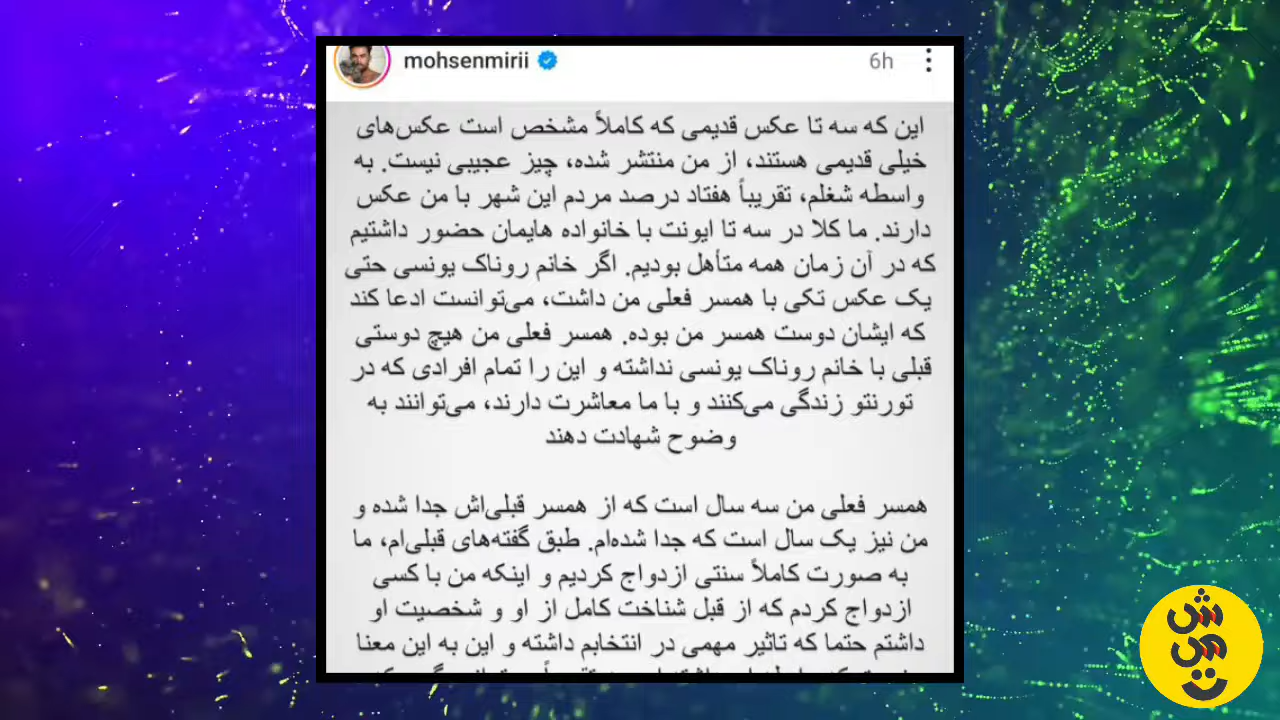 mohsenmirii
6h
این که سه تا عکس قدیمی که کاملاً مشخص است عکس‌های
خیلی قدیمی هستند، از من منتشر شده، چیز عجیبی نیست. به
واسطه شغلم، تقریباً هفتاد درصد مردم این شهر با من عکس
دارند. ما کلا در سه تا ایونت با خانواده هایمان حضور داشتیم
که در آن زمان همه متأهل بودیم. اگر خانم روناک یونسی حتی
یک عکس تکی با همسر فعلی من داشت، می‌توانست ادعا کند
که ایشان دوست همسر من بوده. همسر فعلی من هیچ دوستی
قبلی با خانم روناک یونسی نداشته و این را تمام افرادی که در
تورنتو زندگی می‌کنند و با ما معاشرت دارند، می‌توانند به
وضوح شهادت دهند
همسر فعلی من سه سال است که از همسر قبلی‌اش جدا شده و
من نیز یک سال است که جدا شده‌ام. طبق گفته‌های قبلی‌ام، ما
به صورت کاملاً سنتی ازدواج کردیم و اینکه من با کسی
ازدواج کردم که از قبل شناخت کامل از او و شخصیت او
داشتم حتما که تاثیر مهمی در انتخابم داشته و این به این معنا